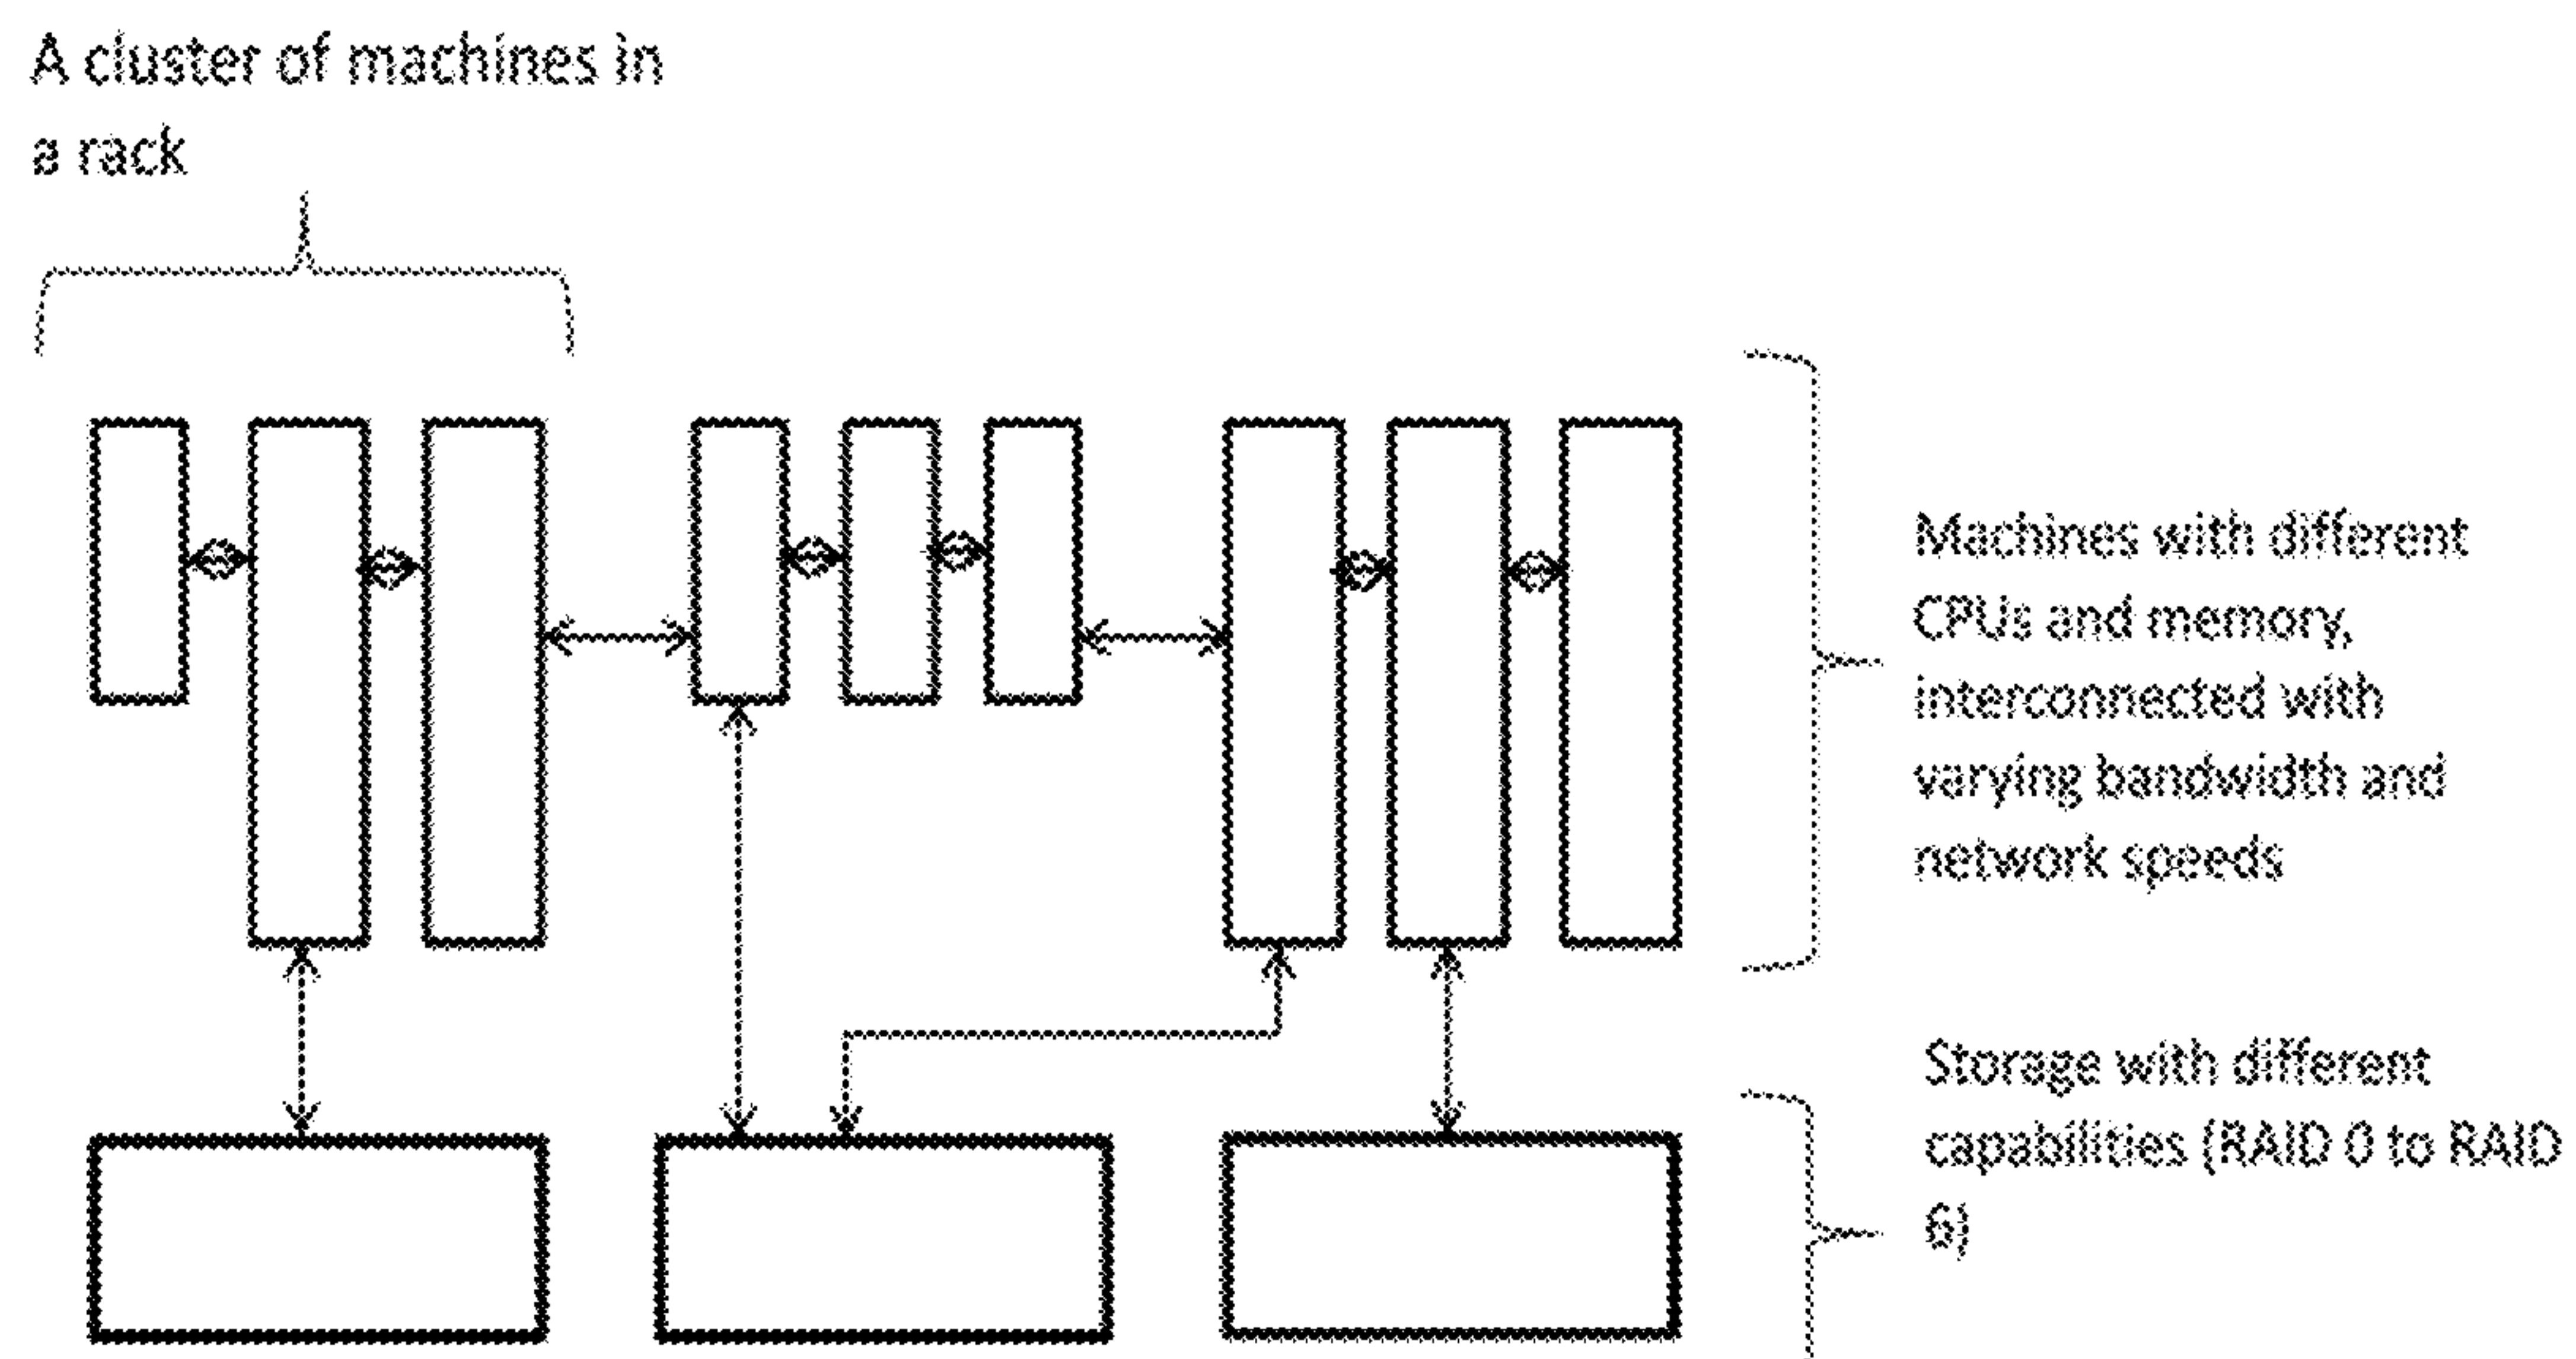 A cluster of machines in
a rack
Machines with different
CPUs and memory,
interconnected with
varying bandwidth and
network speeds
Storage with different
capabilities (RAID 0 to RAID
6)